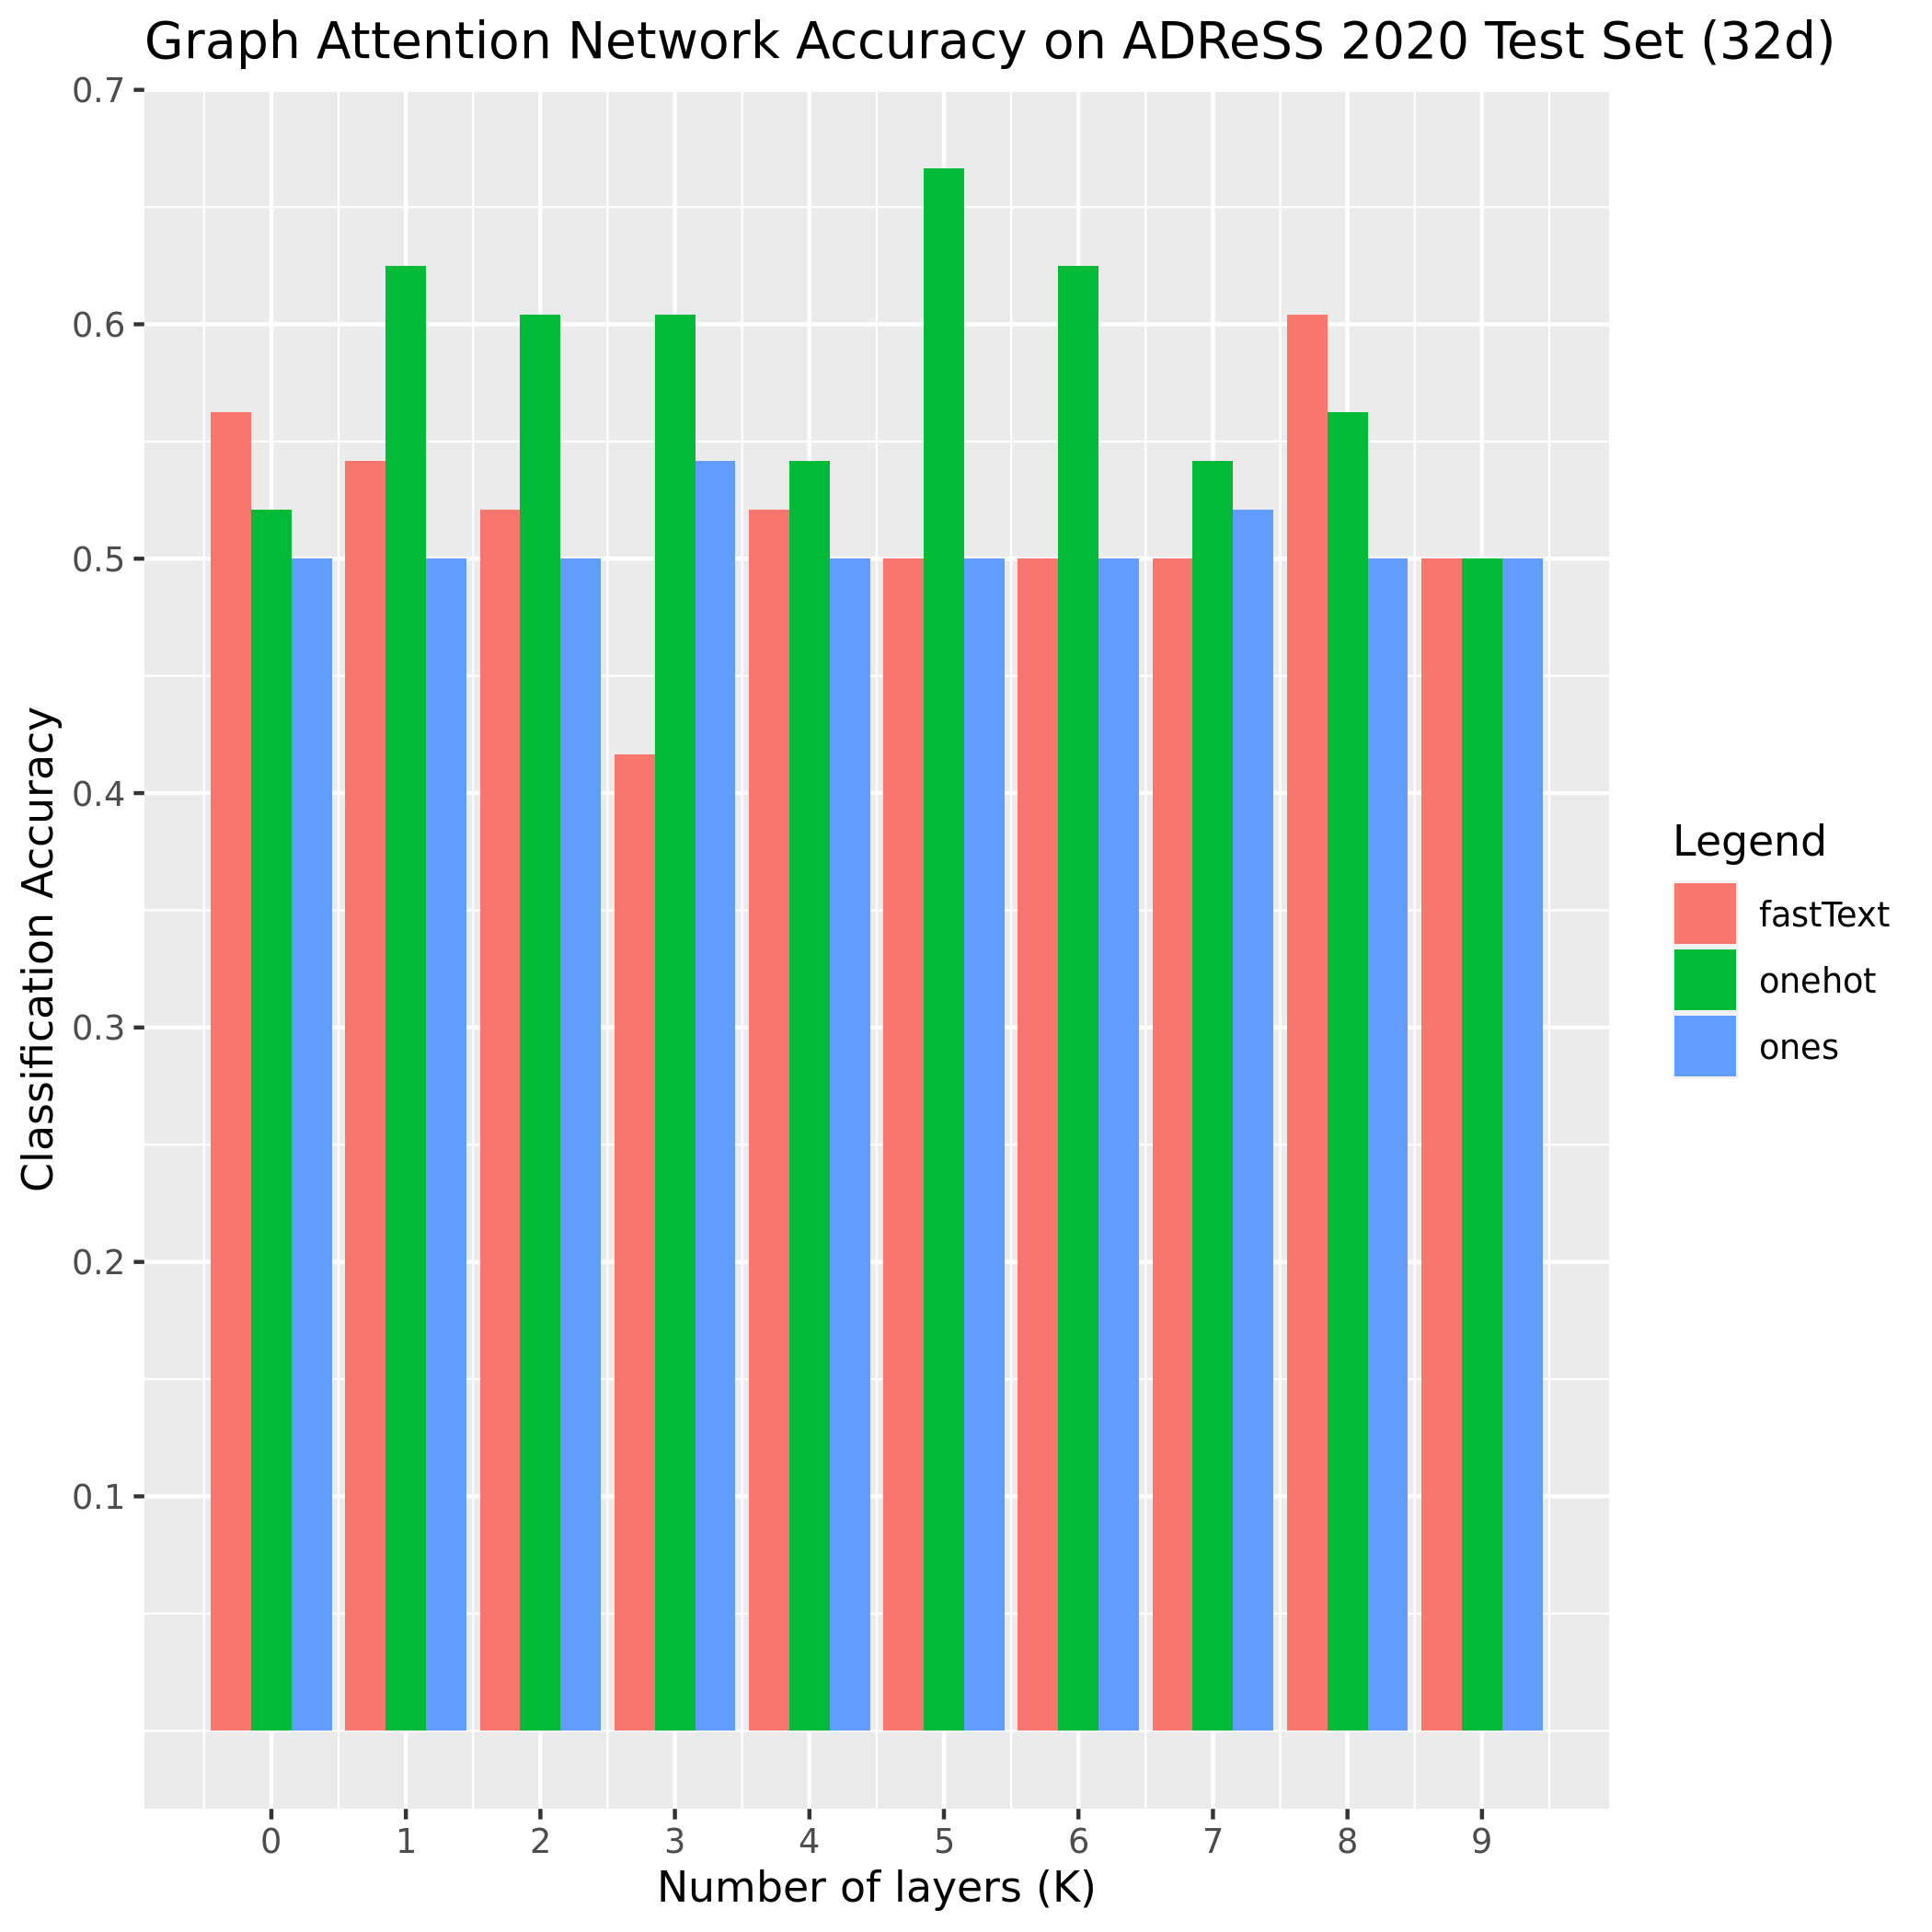 Graph Attention Network Accuracy on ADReSS 2020 Test Set (32d)
0.7
0.6
0.5
0.4
0.3
0.2
0.1
Classification Accuracy
0 1 2 3 4 5 6 7 8 9
Number of layers (K)
Legend
fastText
onehot
ones